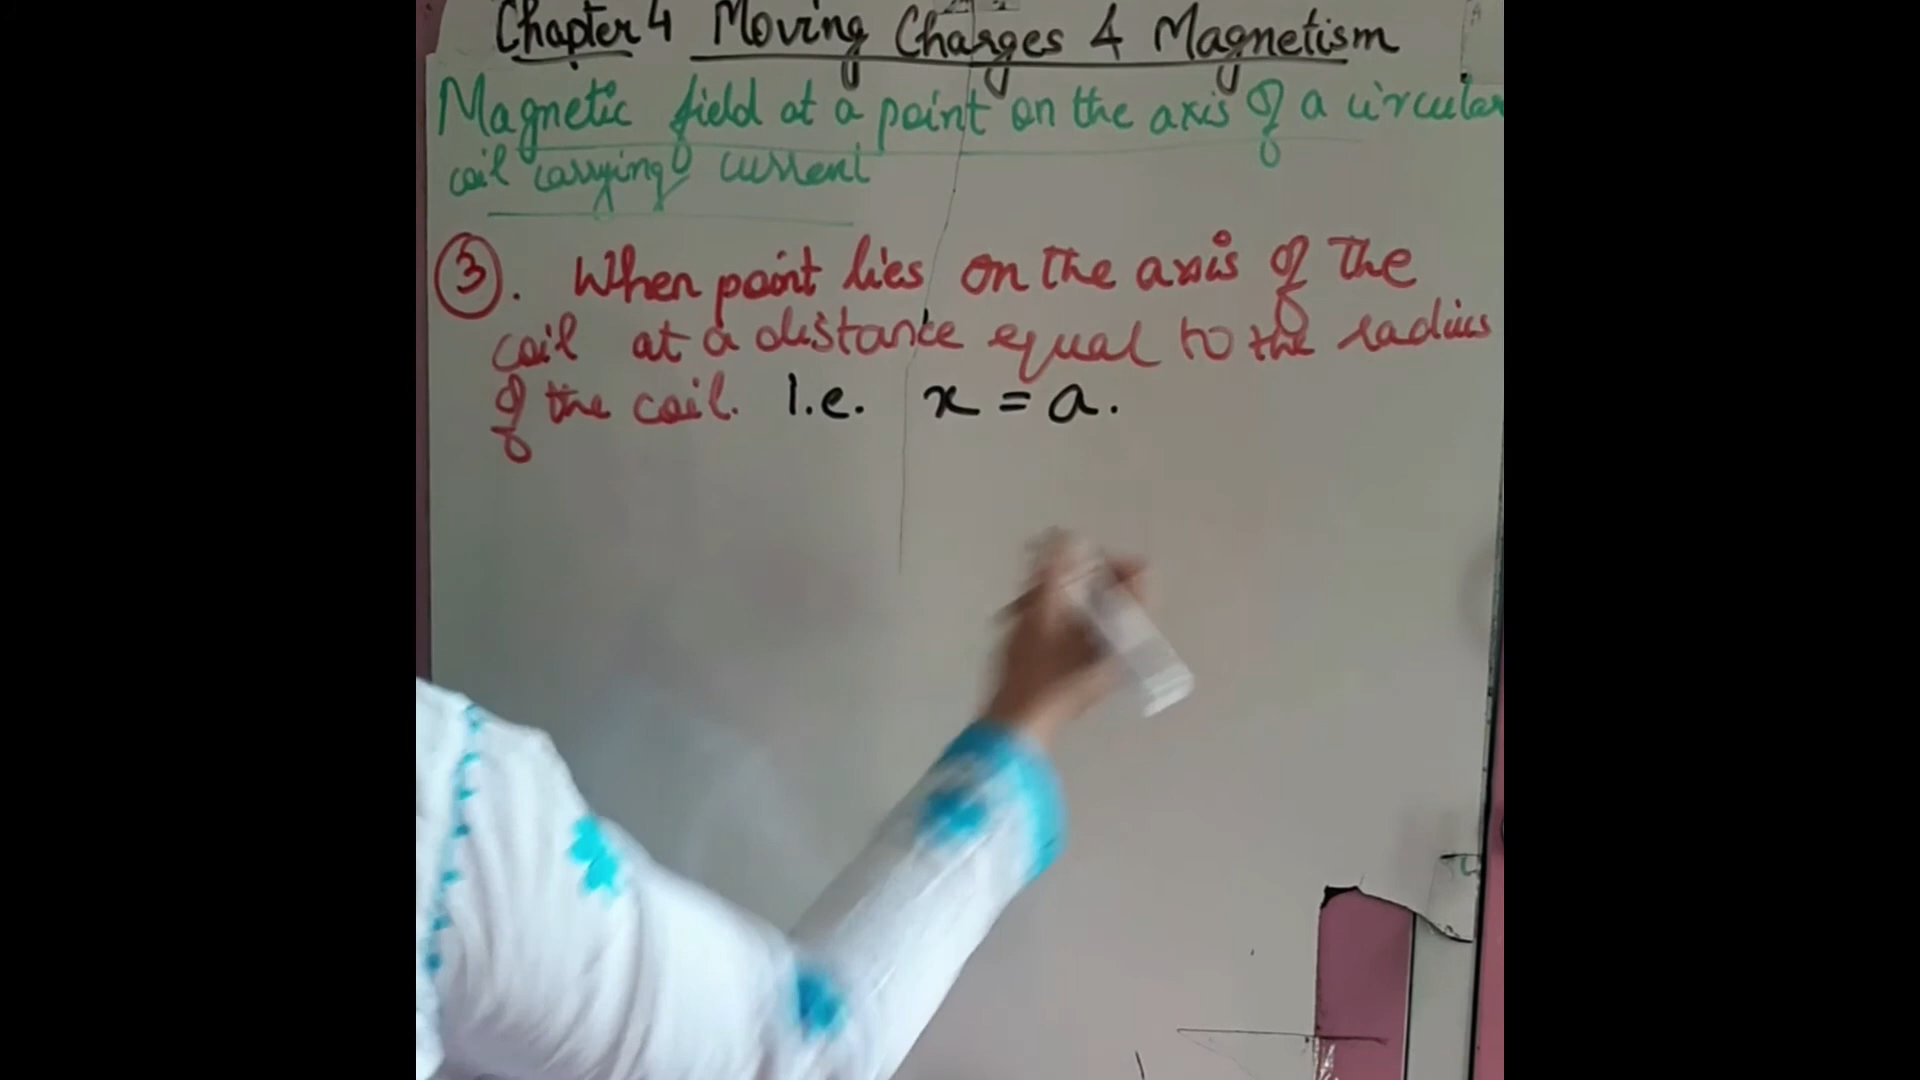 Chapter 4 Moving Charges & Magnetism
Magnetic field at a point on the axis of a circular
coil carrying current
3. When point lies on the axis of the
coil at a distance equal to the radius
of the coil. I.e. x = a.